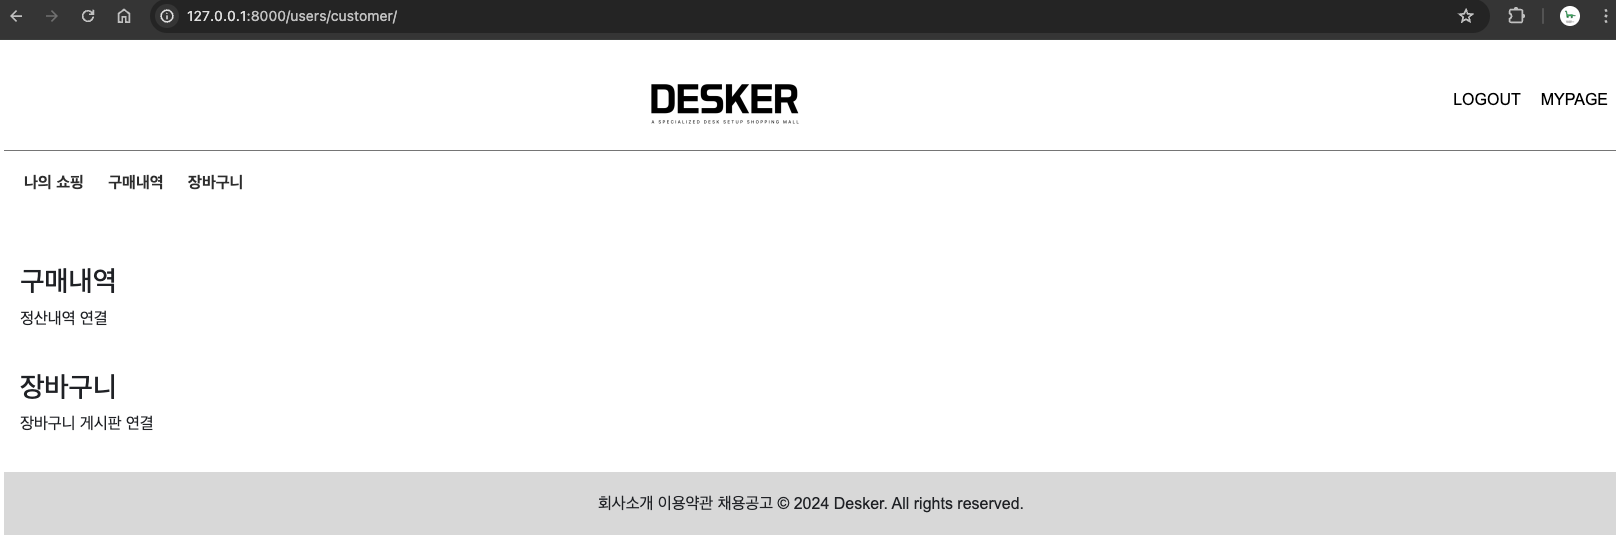 127.0.0.1:8000/users/customer/
DESKER
A SPECIALIZED DESK SETUP SHOPPING MALL
LOGOUT MYPAGE
나의 쇼핑 구매내역 장바구니
구매내역
정산내역 연결
장바구니
장바구니 게시판 연결
회사소개 이용약관 채용공고 © 2024 Desker. All rights reserved.